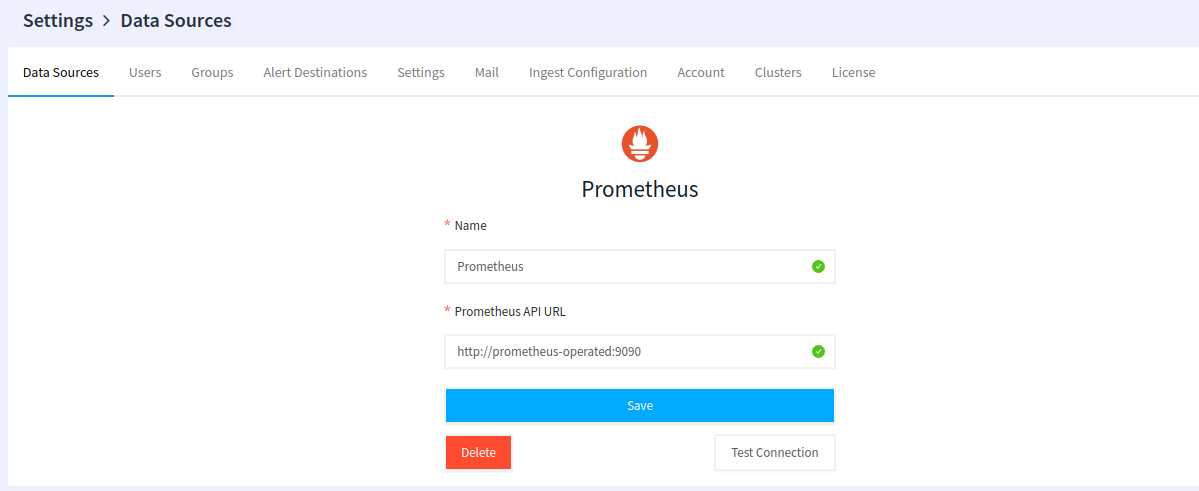 Settings > Data Sources
Data Sources Users Groups Alert Destinations Settings Mail Ingest Configuration Account Clusters License
Prometheus
* Name
Prometheus
* Prometheus API URL
http://prometheus-operated:9090
Save
Delete Test Connection